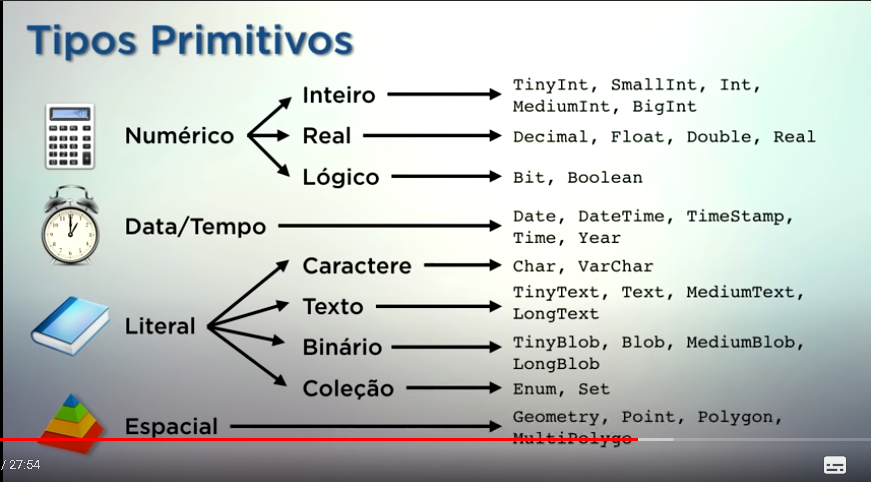 Tipos Primitivos
Numérico
Inteiro
TinyInt, SmallInt, Int,
MediumInt, BigInt
Real
Decimal, Float, Double, Real
Lógico
Bit, Boolean
Data/Tempo
Date, DateTime, TimeStamp,
Time, Year
Literal
Caractere
Char, VarChar
Texto
TinyText, Text, MediumText,
LongText
Binário
TinyBlob, Blob, MediumBlob,
LongBlob
Coleção
Enum, Set
Espacial
Geometry, Point, Polygon,
MultiPolygo
/ 27:54